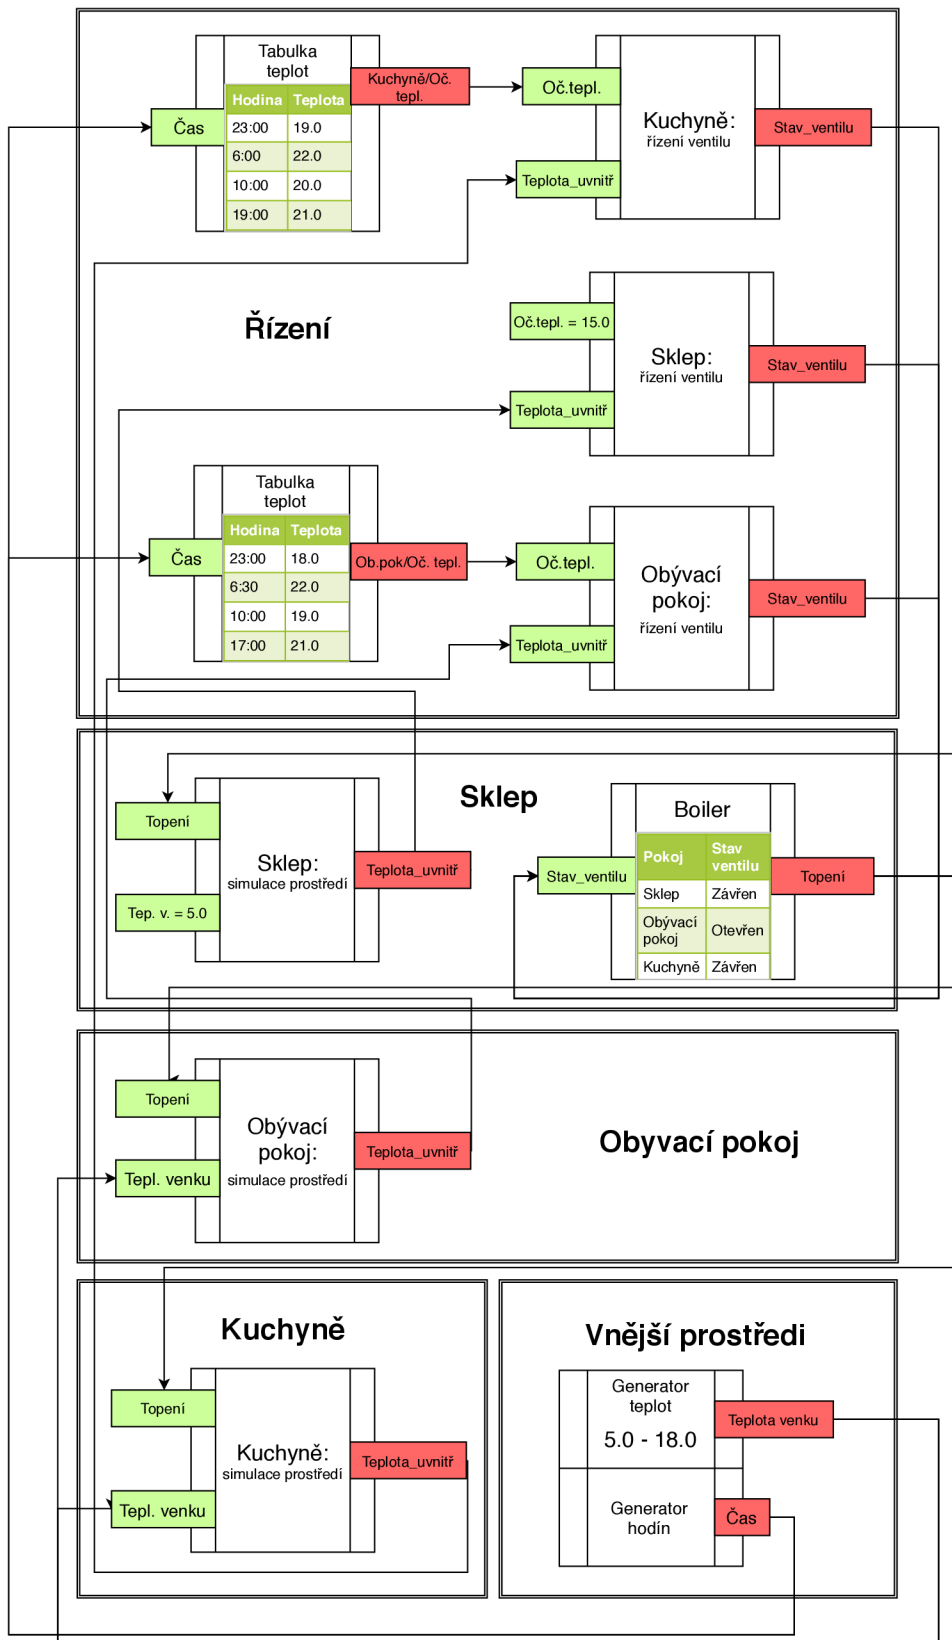 Tabulka
teplot
Hodina Teplota
23:00 19.0
6:00 22.0
10:00 20.0
19:00 21.0
Čas
Kuchyně/Oč.
tepl.
Oč.tepl.
Teplota_uvnitř
Kuchyně:
řízení ventilu
Stav_ventilu
Řízení
Oč.tepl. = 15.0
Teplota_uvnitř
Sklep:
řízení ventilu
Stav_ventilu
Tabulka
teplot
Hodina Teplota
23:00 18.0
6:30 22.0
10:00 19.0
17:00 21.0
Čas
Ob.pok/Oč. tepl.
Oč.tepl.
Teplota_uvnitř
Obývací
pokoj:
řízení ventilu
Stav_ventilu
Sklep
Topení
Tep. v. = 5.0
Sklep:
simulace prostředí
Teplota_uvnitř
Boiler
Stav_ventilu
Pokoj Stav
ventilu
Sklep Závřen
Obývací
pokoj Otevřen
Kuchyně Závřen
Topení
Obyvací pokoj
Topení
Tepl. venku
Obývací
pokoj:
simulace prostředí
Teplota_uvnitř
Kuchyně
Topení
Tepl. venku
Kuchyně:
simulace prostředí
Teplota_uvnitř
Vnější prostředi
Generator
teplot
5.0 - 18.0
Teplota venku
Generator
hodín
Čas